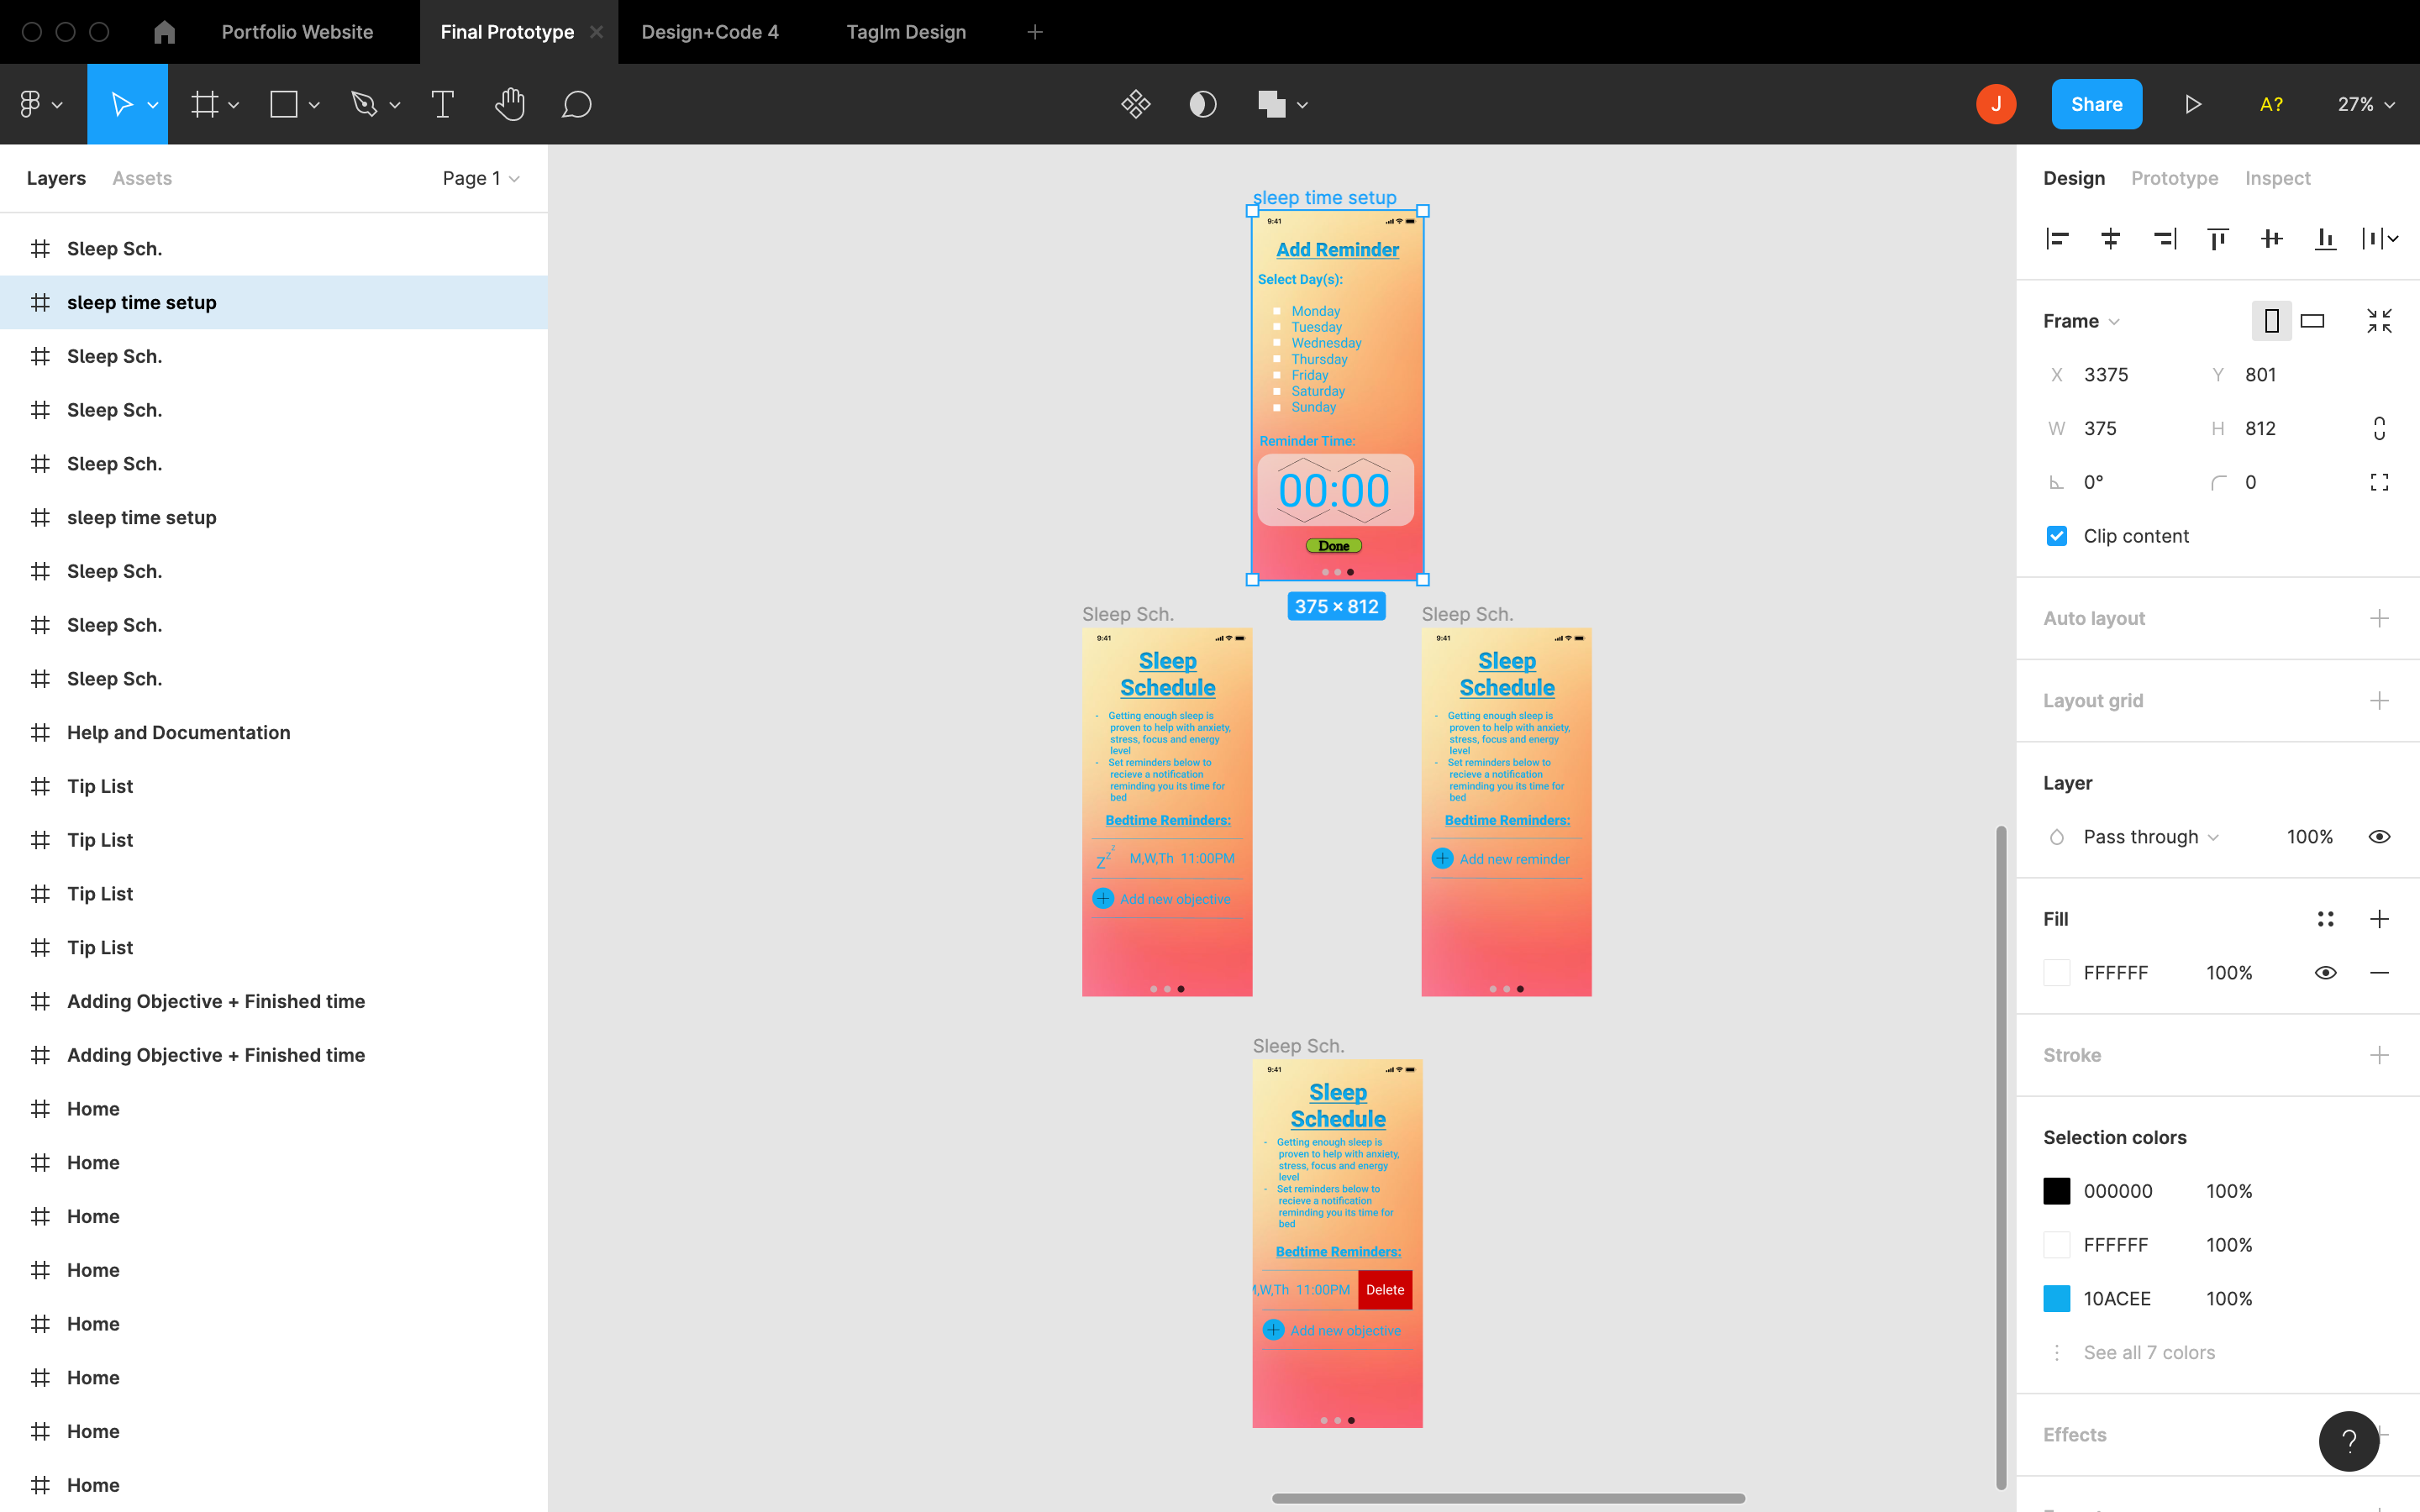 Portfolio Website
Final Prototype
Design+Code 4
TagIm Design
J
Share
A?
27%
Layers
Assets
Page 1
Sleep Sch.
sleep time setup
Sleep Sch.
Sleep Sch.
Sleep Sch.
sleep time setup
Sleep Sch.
Sleep Sch.
Sleep Sch.
Help and Documentation
Tip List
Tip List
Tip List
Tip List
Adding Objective + Finished time
Adding Objective + Finished time
Home
Home
Home
Home
Home
Home
Home
Home
sleep time setup
9:41
Add Reminder
Select Day(s):
Monday
Tuesday
Wednesday
Thursday
Friday
Saturday
Sunday
Reminder Time:
00:00
Done
375 × 812
Sleep Sch.
9:41
Sleep
Schedule
- Getting enough sleep is
proven to help with anxiety,
stress, focus and energy
level
- Set reminders below to
recieve a notification
reminding you its time for
bed
Bedtime Reminders:
zzz
M,W,Th 11:00PM
Add new objective
Sleep Sch.
9:41
Sleep
Schedule
- Getting enough sleep is
proven to help with anxiety,
stress, focus and energy
level
- Set reminders below to
recieve a notification
reminding you its time for
bed
Bedtime Reminders:
Add new reminder
Sleep Sch.
9:41
Sleep
Schedule
- Getting enough sleep is
proven to help with anxiety,
stress, focus and energy
level
- Set reminders below to
recieve a notification
reminding you its time for
bed
Bedtime Reminders:
M,W,Th 11:00PM
Delete
Add new objective
Design
Prototype
Inspect
Frame
X 3375
Y 801
W 375
H 812
0°
0
Clip content
Auto layout
Layout grid
Layer
Pass through
100%
Fill
FFFFFF
100%
Stroke
Selection colors
000000
100%
FFFFFF
100%
10ACEE
100%
See all 7 colors
Effects
?